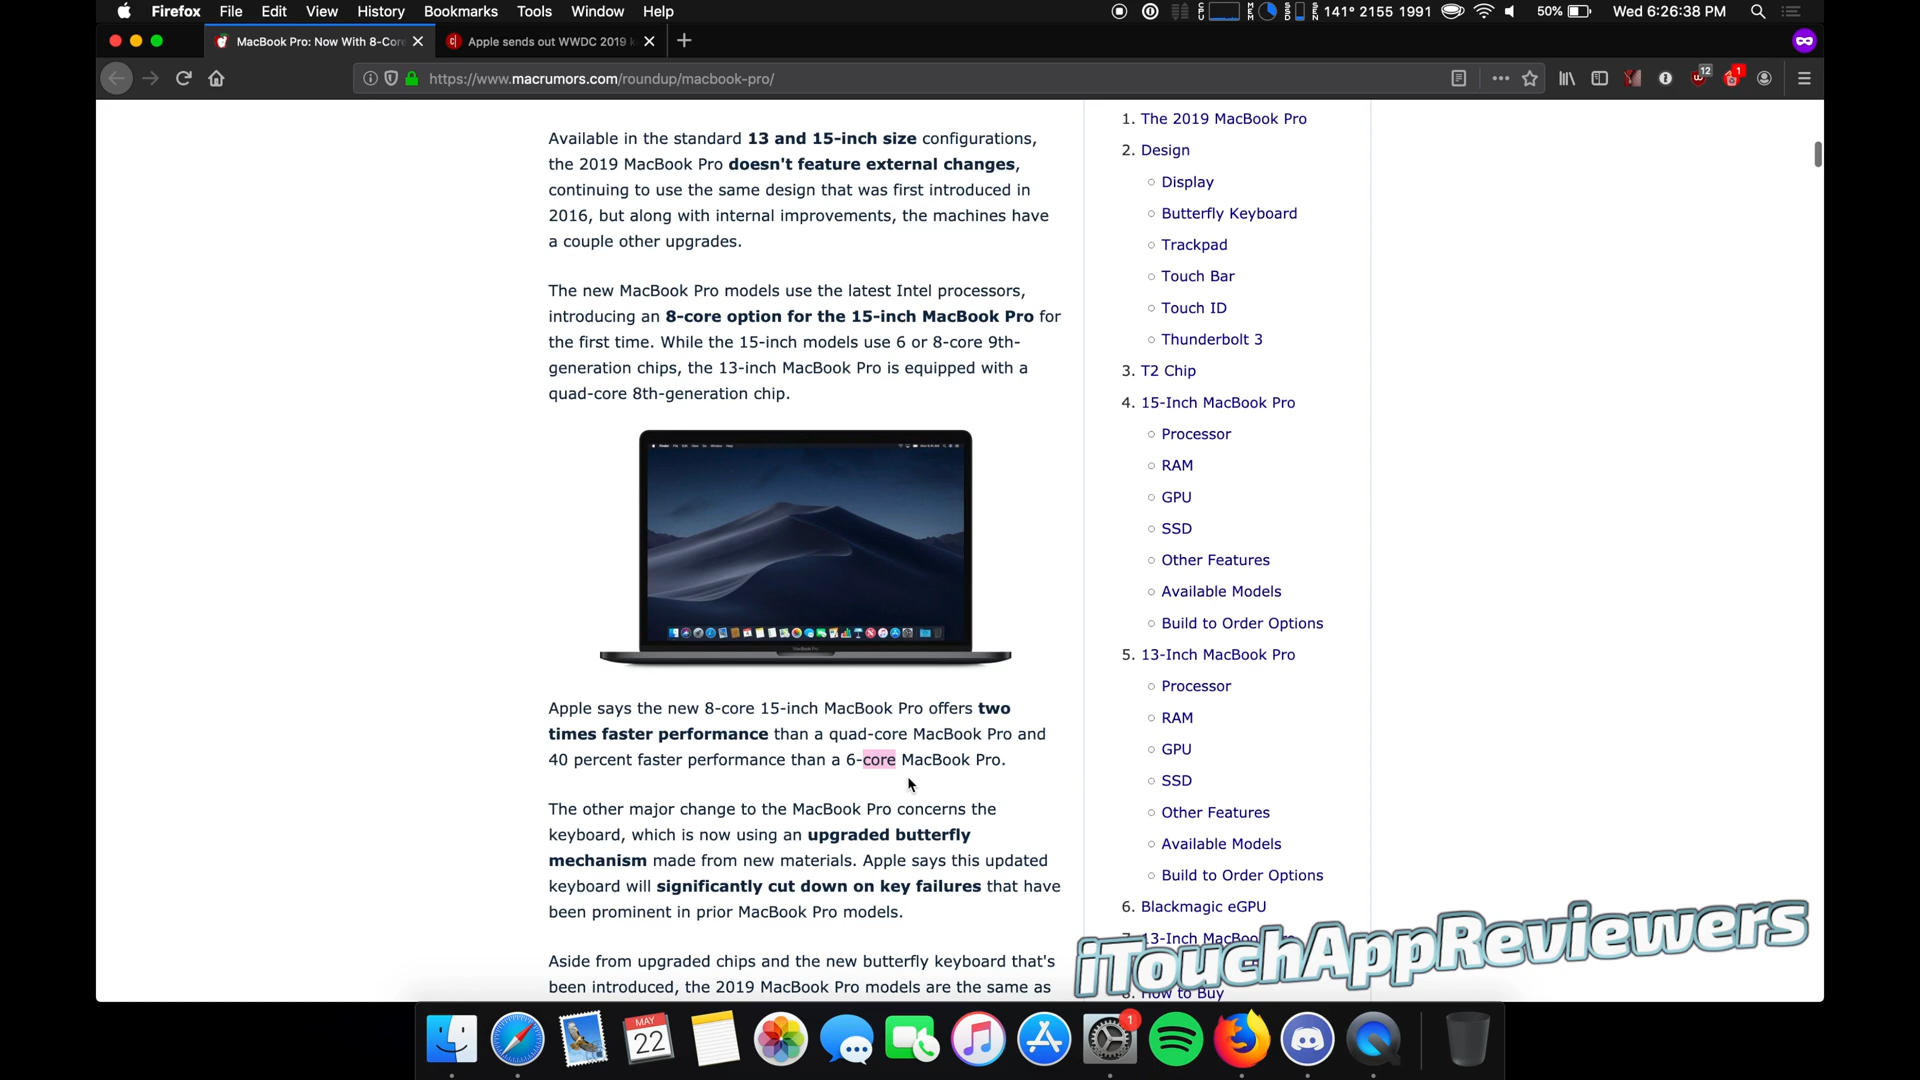 Firefox File Edit View History Bookmarks Tools Window Help
141° 2155 1991 50% Wed 6:26:38 PM
MacBook Pro: Now With 8-Cor
Apple sends out WWDC 2019 k
https://www.macrumors.com/roundup/macbook-pro/
12
1
Available in the standard 13 and 15-inch size configurations,
the 2019 MacBook Pro doesn't feature external changes,
continuing to use the same design that was first introduced in
2016, but along with internal improvements, the machines have
a couple other upgrades.
The new MacBook Pro models use the latest Intel processors,
introducing an 8-core option for the 15-inch MacBook Pro for
the first time. While the 15-inch models use 6 or 8-core 9th-
generation chips, the 13-inch MacBook Pro is equipped with a
quad-core 8th-generation chip.
MacBook Pro
Apple says the new 8-core 15-inch MacBook Pro offers two
times faster performance than a quad-core MacBook Pro and
40 percent faster performance than a 6-core MacBook Pro.
The other major change to the MacBook Pro concerns the
keyboard, which is now using an upgraded butterfly
mechanism made from new materials. Apple says this updated
keyboard will significantly cut down on key failures that have
been prominent in prior MacBook Pro models.
Aside from upgraded chips and the new butterfly keyboard that's
been introduced, the 2019 MacBook Pro models are the same as
1. The 2019 MacBook Pro
2. Design
Display
Butterfly Keyboard
Trackpad
Touch Bar
Touch ID
Thunderbolt 3
3. T2 Chip
4. 15-Inch MacBook Pro
Processor
RAM
GPU
SSD
Other Features
Available Models
Build to Order Options
5. 13-Inch MacBook Pro
Processor
RAM
GPU
SSD
Other Features
Available Models
Build to Order Options
6. Blackmagic eGPU
13-Inch MacBoo
How to Buy
iTouchAppReviewers
MAY
22
1